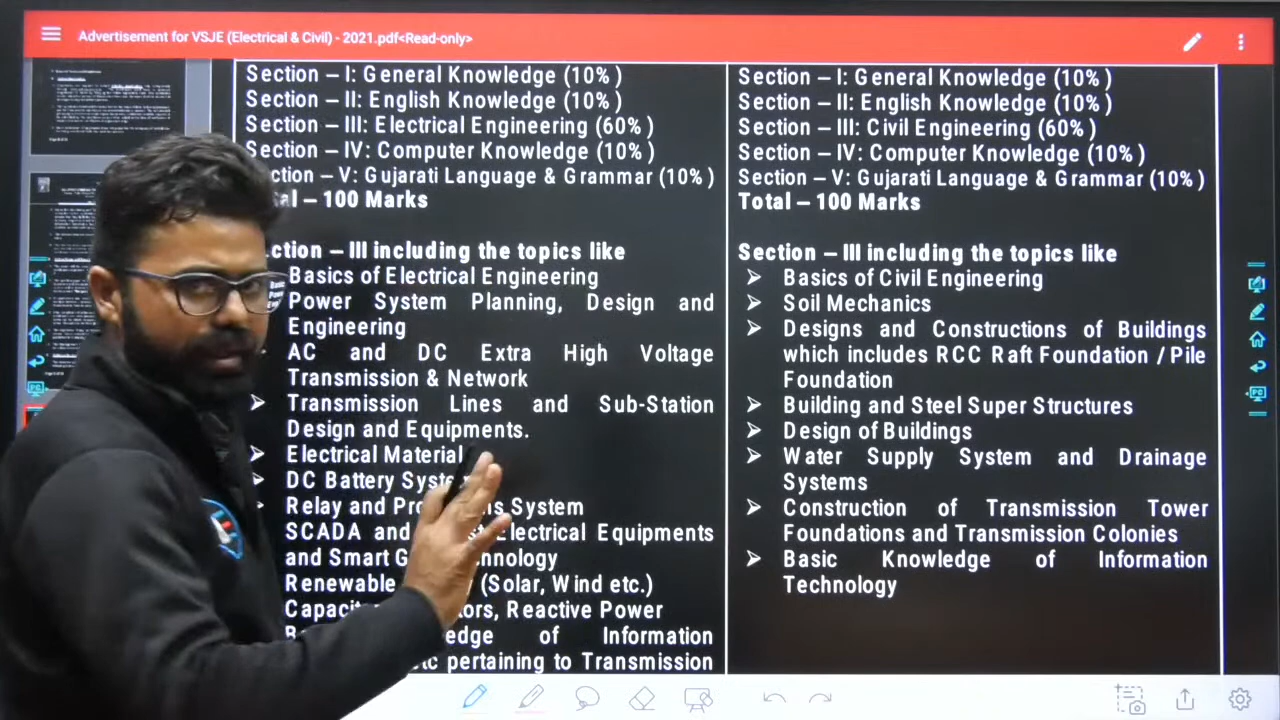 Advertisement for VSJE (Electrical & Civil) - 2021.pdf<Read-only>
Section – I: General Knowledge (10%)
Section – II: English Knowledge (10%)
Section – III: Electrical Engineering (60%)
Section – IV: Computer Knowledge (10%)
ction – V: Gujarati Language & Grammar (10%)
al – 100 Marks
ction – III including the topics like
Basics of Electrical Engineering
Power System Planning, Design and
Engineering
AC and DC Extra High Voltage
Transmission & Network
Transmission Lines and Sub-Station
Design and Equipments.
Electrical Material
DC Battery Syste
Relay and Pro ns System
SCADA and Electrical Equipments
and Smart G hnology
Renewable (Solar, Wind etc.)
Capacit tors, Reactive Power
edge of Information
etc pertaining to Transmission
Section – I: General Knowledge (10%)
Section – II: English Knowledge (10%)
Section – III: Civil Engineering (60%)
Section – IV: Computer Knowledge (10%)
Section – V: Gujarati Language & Grammar (10%)
Total – 100 Marks
Section – III including the topics like
Basics of Civil Engineering
Soil Mechanics
Designs and Constructions of Buildings
which includes RCC Raft Foundation / Pile
Foundation
Building and Steel Super Structures
Design of Buildings
Water Supply System and Drainage
Systems
Construction of Transmission Tower
Foundations and Transmission Colonies
Basic Knowledge of Information
Technology